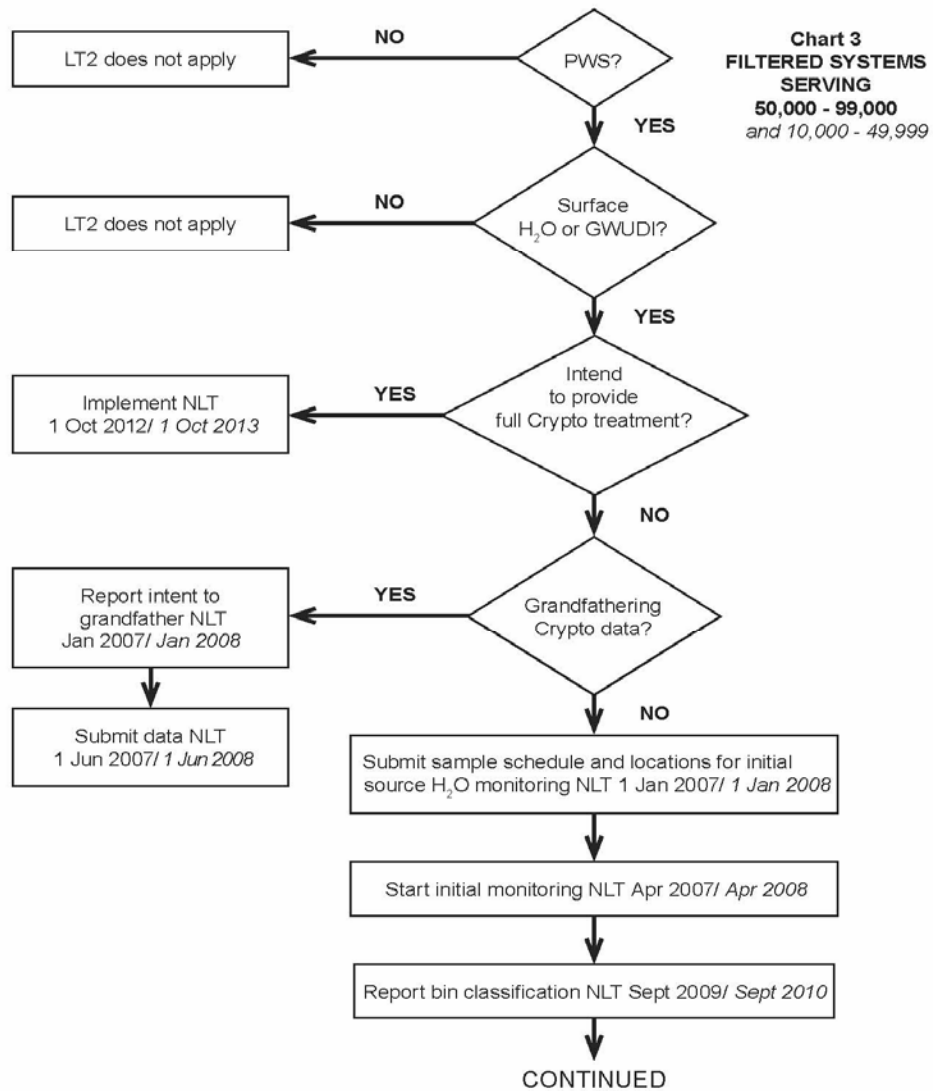 Chart 3
FILTERED SYSTEMS
SERVING
50,000 - 99,000
and 10,000 - 49,999
PWS?
NO
LT2 does not apply
YES
Surface
H₂O or GWUDI?
NO
LT2 does not apply
YES
Intend
to provide
full Crypto treatment?
YES
Implement NLT
1 Oct 2012/ 1 Oct 2013
NO
Grandfathering
Crypto data?
YES
Report intent to
grandfather NLT
Jan 2007/ Jan 2008
Submit data NLT
1 Jun 2007/ 1 Jun 2008
NO
Submit sample schedule and locations for initial
source H₂O monitoring NLT 1 Jan 2007/ 1 Jan 2008
Start initial monitoring NLT Apr 2007/ Apr 2008
Report bin classification NLT Sept 2009/ Sept 2010
CONTINUED